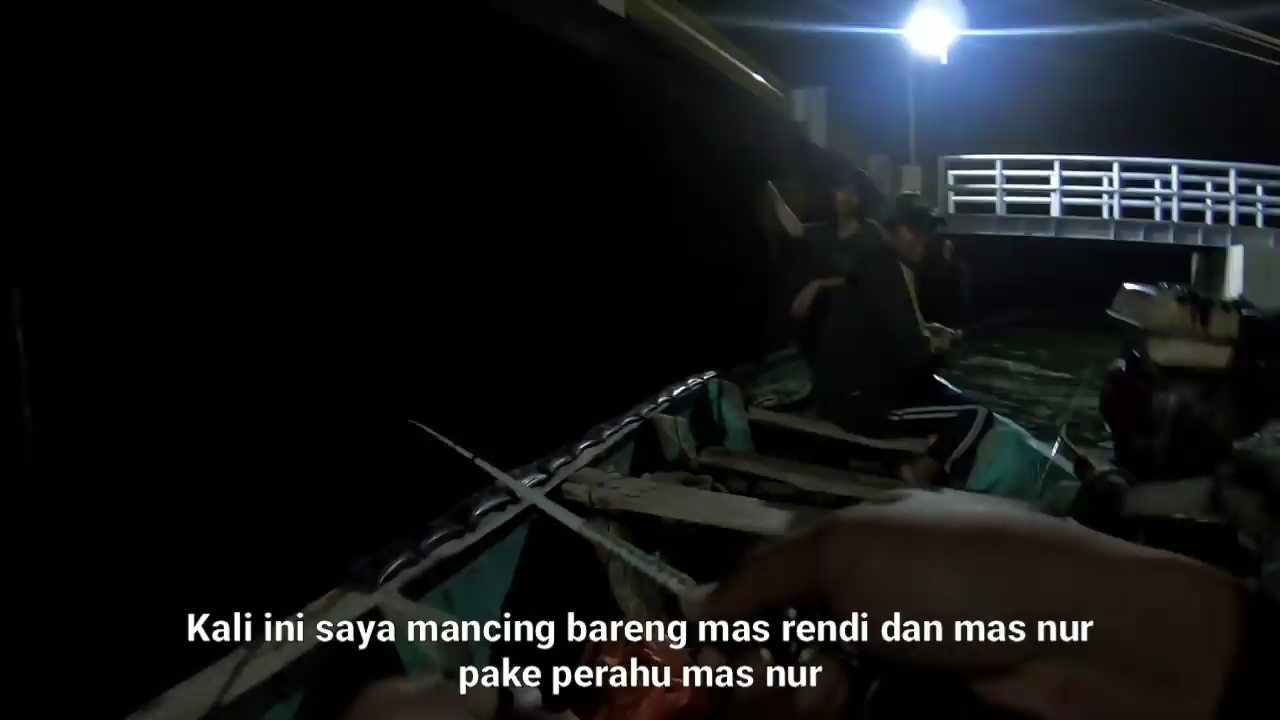 Kali ini saya mancing bareng mas rendi dan mas nur
pake perahu mas nur